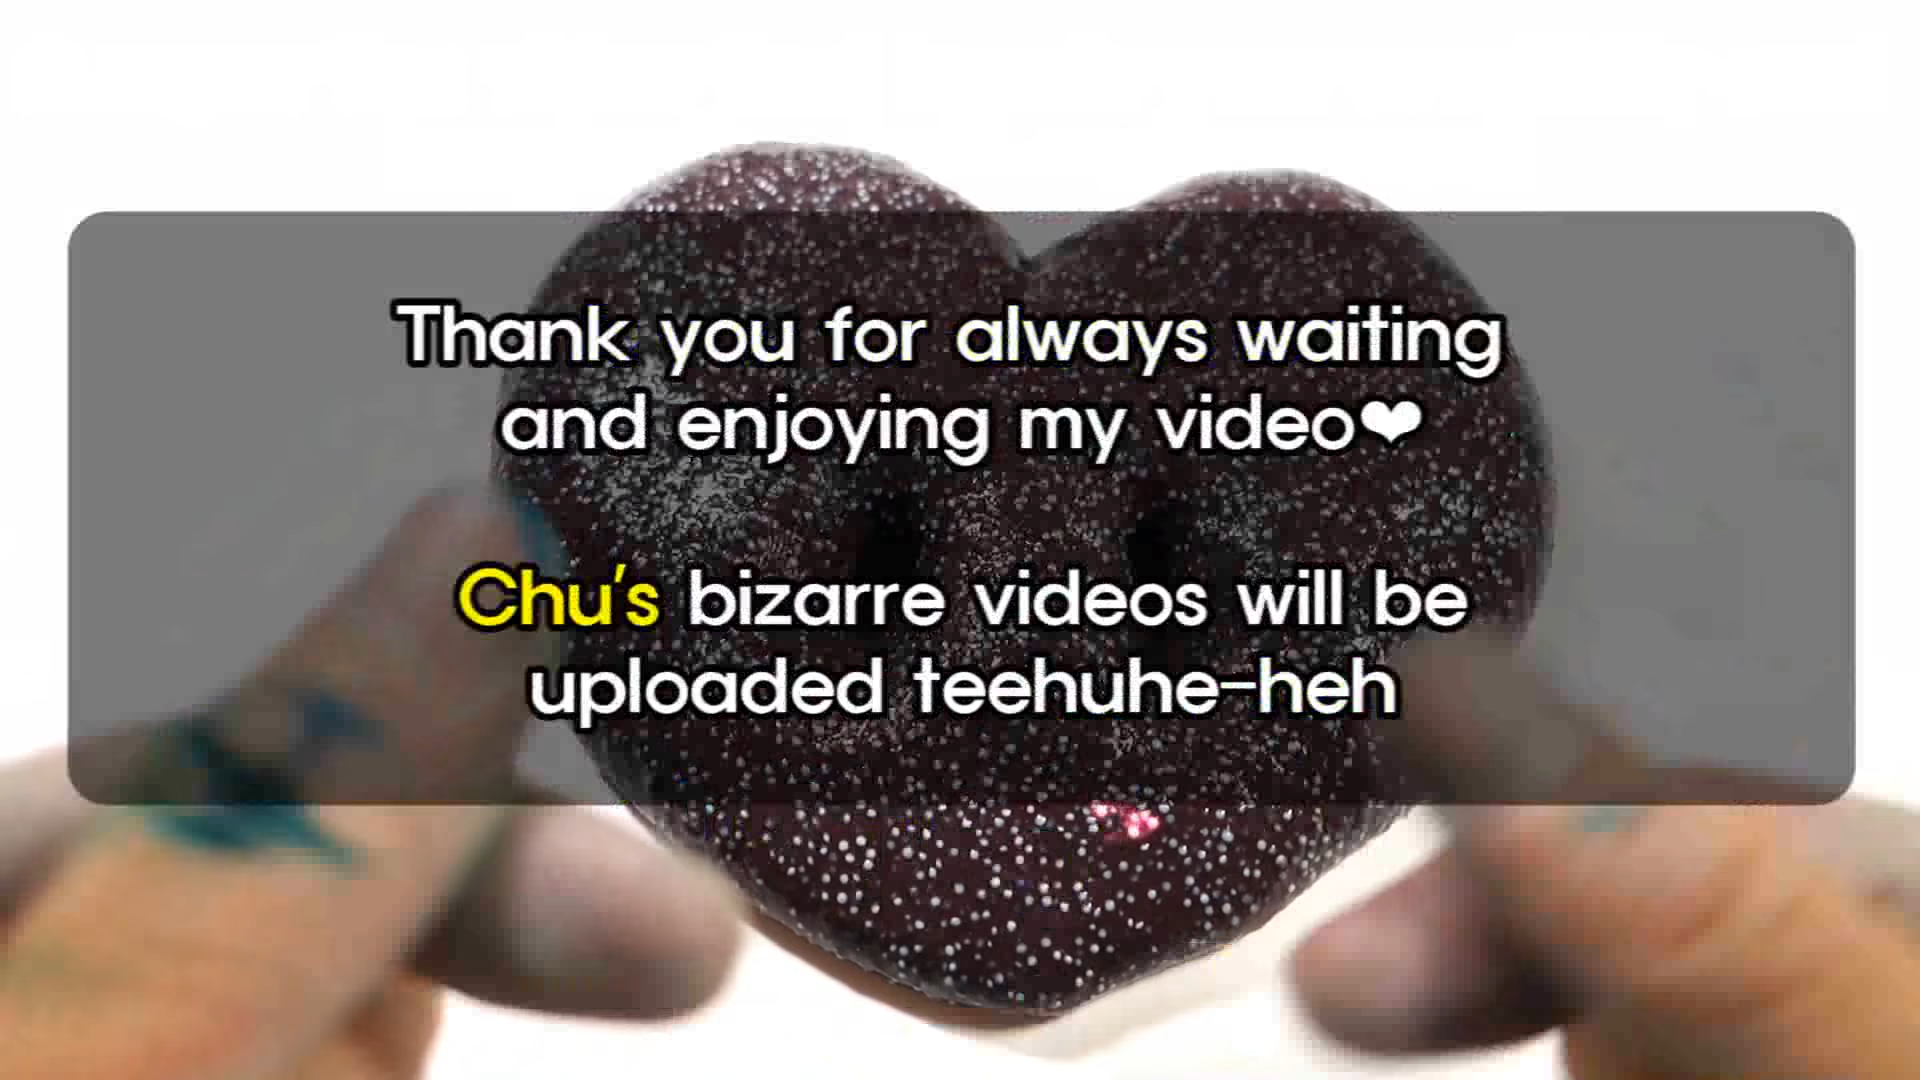 Thank you for always waiting
and enjoying my video❤
Chu's bizarre videos will be
uploaded teehuhe-heh